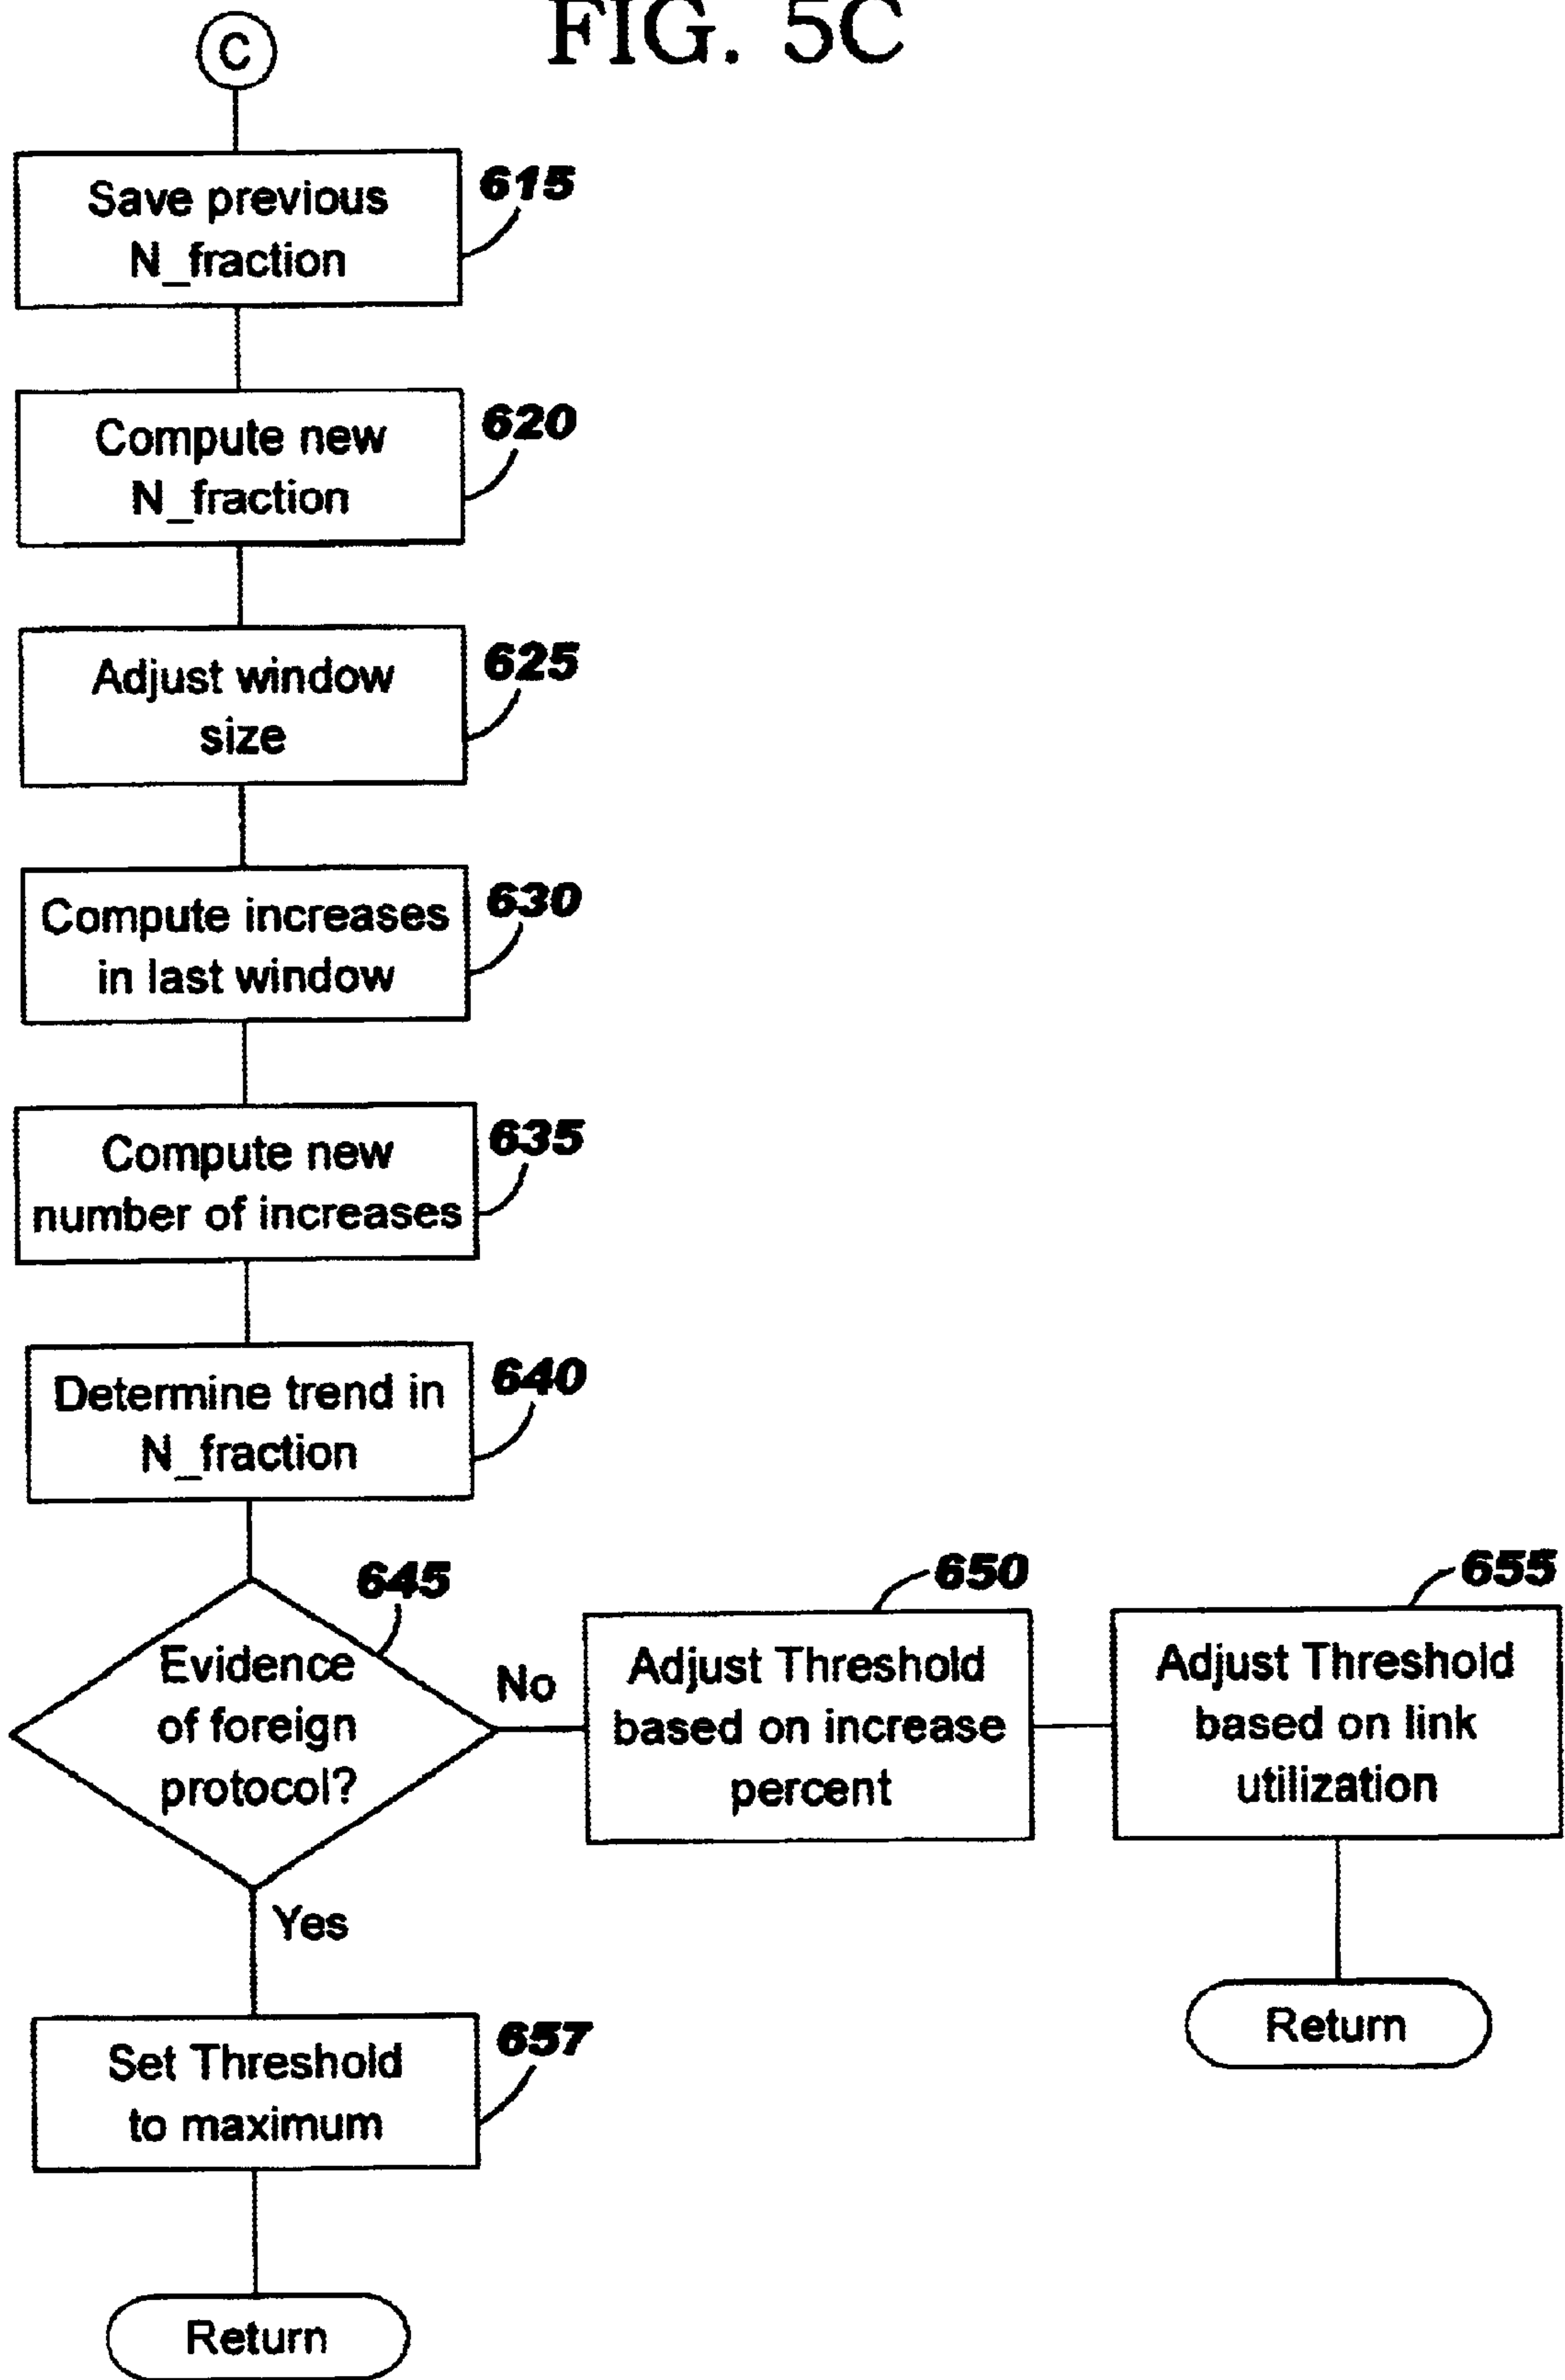 FIG. 5C
C
Save previous
N_fraction
615
Compute new
N_fraction
620
Adjust window
size
625
Compute increases
in last window
630
Compute new
number of increases
635
Determine trend in
N_fraction
640
645
Evidence
of foreign
protocol?
No
650
Adjust Threshold
based on increase
percent
655
Adjust Threshold
based on link
utilization
Return
Yes
Set Threshold
to maximum
657
Return